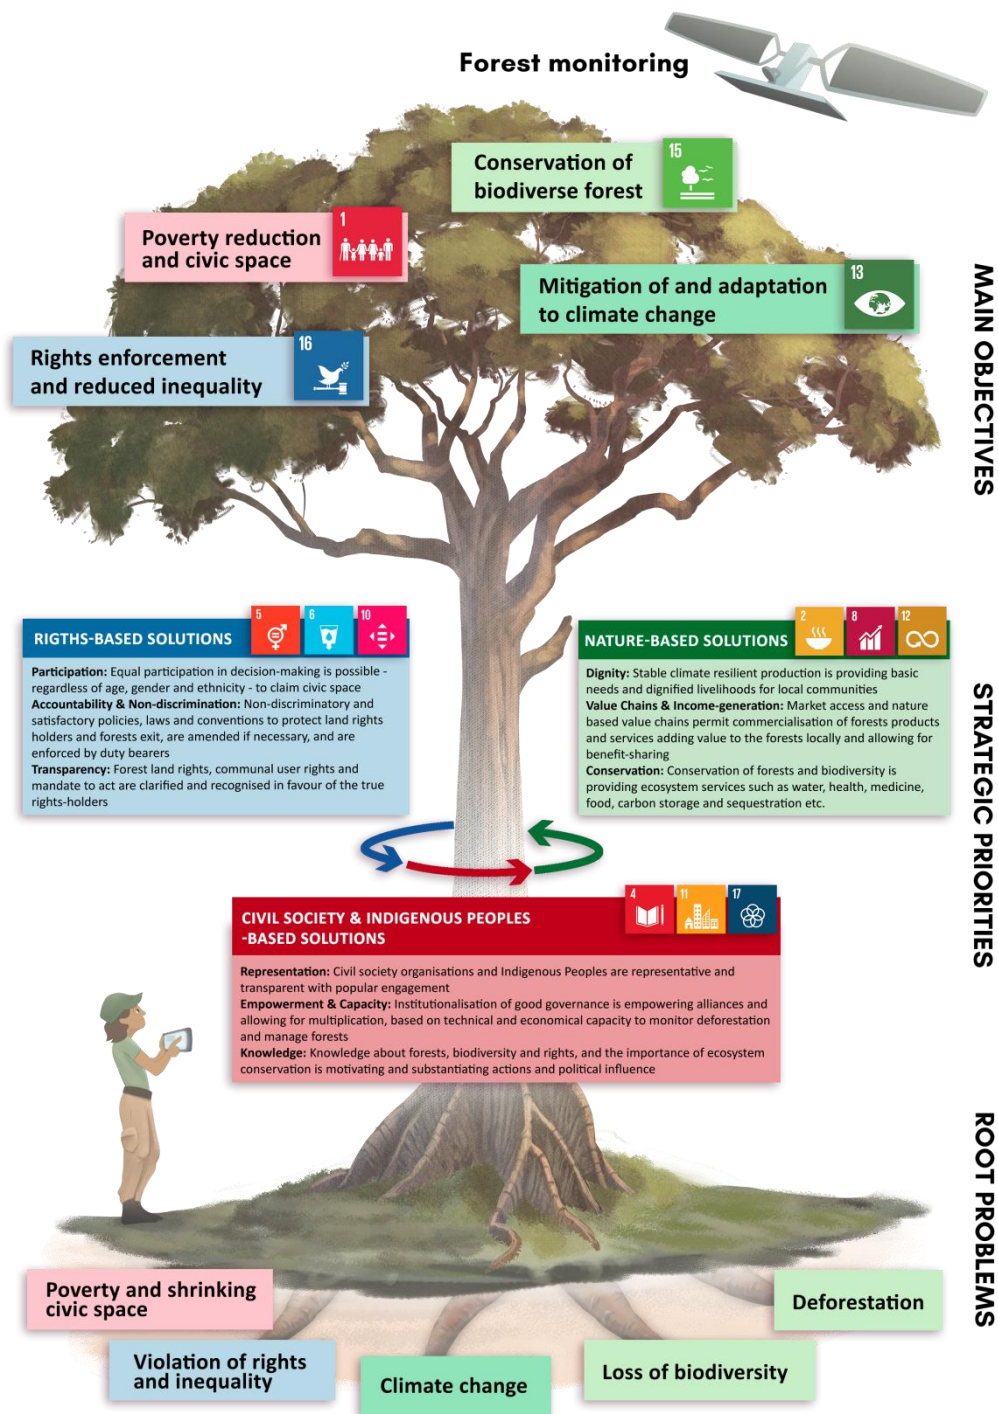 Forest monitoring
Conservation of
biodiverse forest
15
Poverty reduction
and civic space
1
Mitigation of and adaptation
to climate change
13
Rights enforcement
and reduced inequality
16
MAIN OBJECTIVES
RIGTHS-BASED SOLUTIONS
5
6
10
Participation: Equal participation in decision-making is possible -
regardless of age, gender and ethnicity - to claim civic space
Accountability & Non-discrimination: Non-discriminatory and
satisfactory policies, laws and conventions to protect land rights
holders and forests exit, are amended if necessary, and are
enforced by duty bearers
Transparency: Forest land rights, communal user rights and
mandate to act are clarified and recognised in favour of the true
rights-holders
NATURE-BASED SOLUTIONS
2
8
12
Dignity: Stable climate resilient production is providing basic
needs and dignified livelihoods for local communities
Value Chains & Income-generation: Market access and nature
based value chains permit commercialisation of forests products
and services adding value to the forests locally and allowing for
benefit-sharing
Conservation: Conservation of forests and biodiversity is
providing ecosystem services such as water, health, medicine,
food, carbon storage and sequestration etc.
STRATEGIC PRIORITIES
CIVIL SOCIETY & INDIGENOUS PEOPLES
-BASED SOLUTIONS
4
11
17
Representation: Civil society organisations and Indigenous Peoples are representative and
transparent with popular engagement
Empowerment & Capacity: Institutionalisation of good governance is empowering alliances and
allowing for multiplication, based on technical and economical capacity to monitor deforestation
and manage forests
Knowledge: Knowledge about forests, biodiversity and rights, and the importance of ecosystem
conservation is motivating and substantiating actions and political influence
ROOT PROBLEMS
Poverty and shrinking
civic space
Deforestation
Violation of rights
and inequality
Climate change
Loss of biodiversity